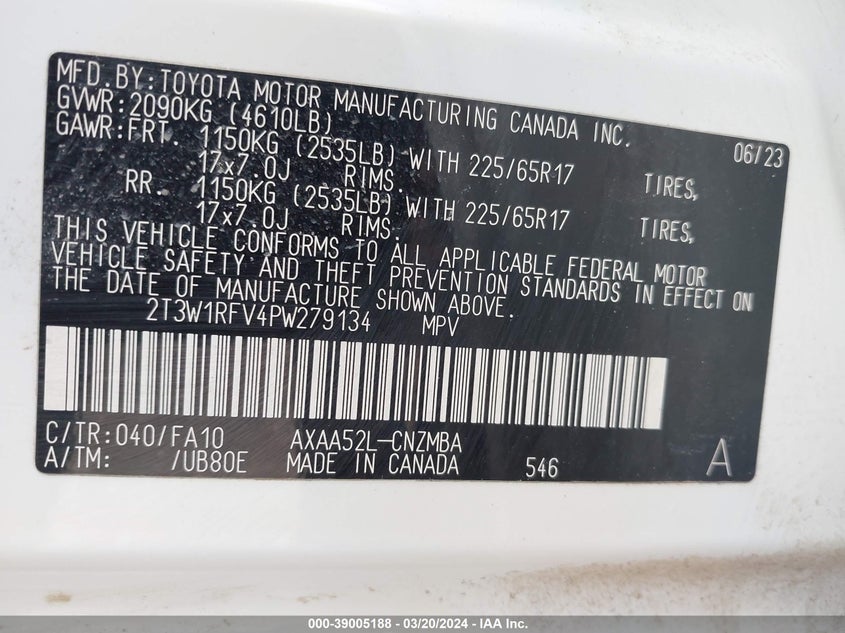 MFD.BY:TOYOTA MOTOR MANUFACTURING CANADA INC.
GVWR:2090KG (4610LB) 06/23
GAWR:FRT. 1150KG (2535LB) WITH 225/65R17 TIRES,
17x7.0J RIMS.
RR 1150KG (2535LB) WITH 225/65R17 TIRES,
17x7.0J RIMS.
THIS VEHICLE CONFORMS TO ALL APPLICABLE FEDERAL MOTOR
VEHICLE SAFETY AND THEFT PREVENTION STANDARDS IN EFFECT ON
THE DATE OF MANUFACTURE SHOWN ABOVE.
2T3W1RFV4PW279134 MPV
C/TR:040/FA10 AXAA52L-CNZMBA
A/TM: /UB80E MADE IN CANADA 546 A
000-39005188 - 03/20/2024 - IAA Inc.